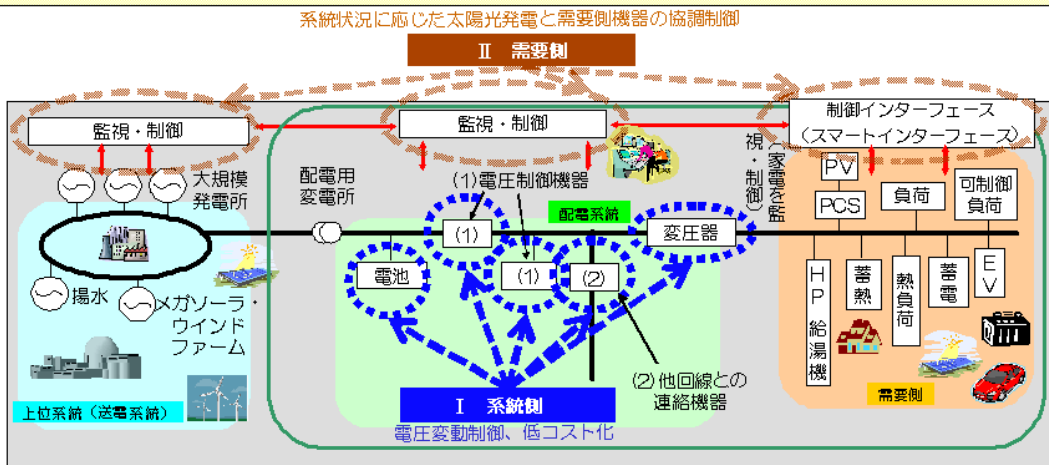 系統状況に応じた太陽光発電と需要側機器の協調制御
Ⅱ 需要側
監視・制御
監視・制御
制御インターフェース
(スマートインターフェース)
(家電を監
視・制御)
大規模
発電所
配電用
変電所
(1)電圧制御機器
配電系統
(1)
(1)
(2)
変圧器
電池
PV
PCS
負荷
可制御
負荷
揚水
メガソーラ・
ウインド
ファーム
HP 給湯機
蓄熱
熱負荷
蓄電
EV
(2)他回線との
連絡機器
上位系統(送電系統)
Ⅰ 系統側
電圧変動制御、低コスト化
需要側